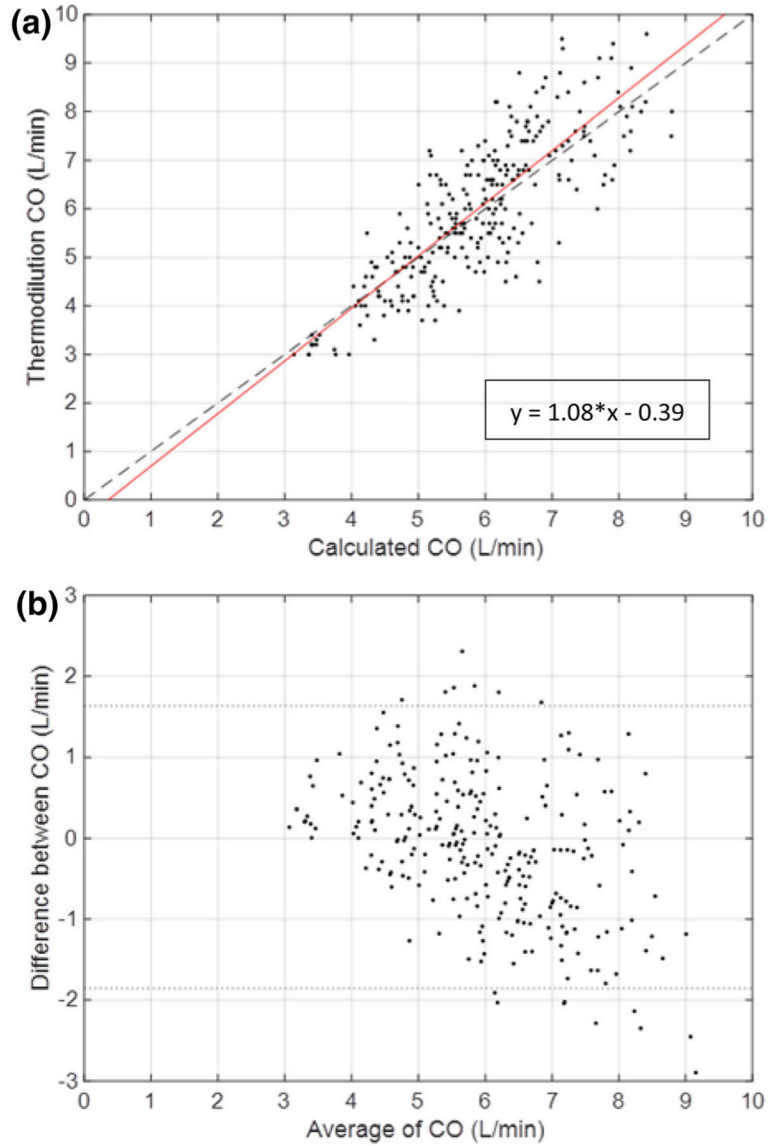 (a)
10
9
8
7
6
5
4
3
2
1
0
Thermodilution CO (L/min)
y = 1.08*x - 0.39
0 1 2 3 4 5 6 7 8 9 10
Calculated CO (L/min)
(b)
3
2
1
0
-1
-2
-3
Difference between CO (L/min)
0 1 2 3 4 5 6 7 8 9 10
Average of CO (L/min)